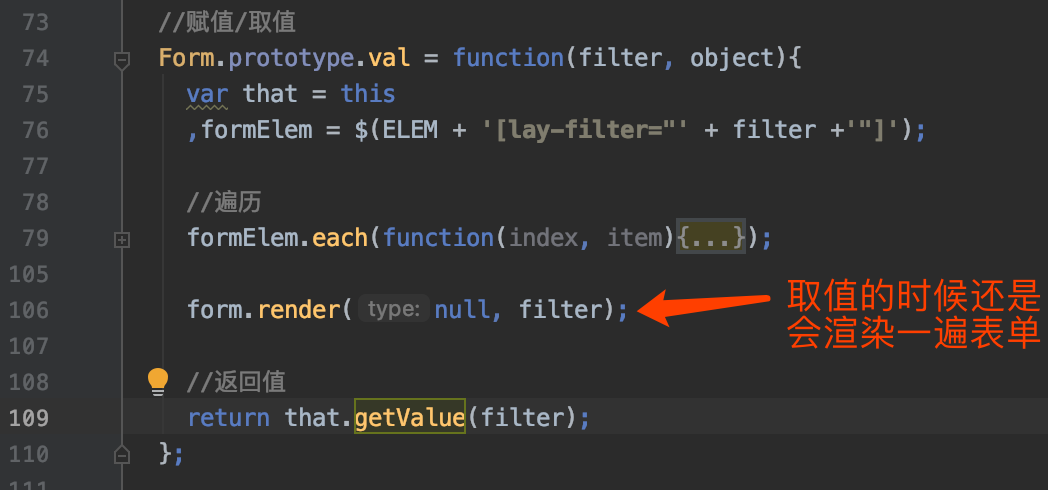 73 //赋值/取值
74 Form.prototype.val = function(filter, object){
75 var that = this
76 ,formElem = $(ELEM + '[lay-filter="' + filter +'"]');
77
78 //遍历
79 formElem.each(function(index, item){...});
105
106 form.render( type: null, filter);
取值的时候还是
会渲染一遍表单
107
108 //返回值
109 return that.getValue(filter);
110 };
111